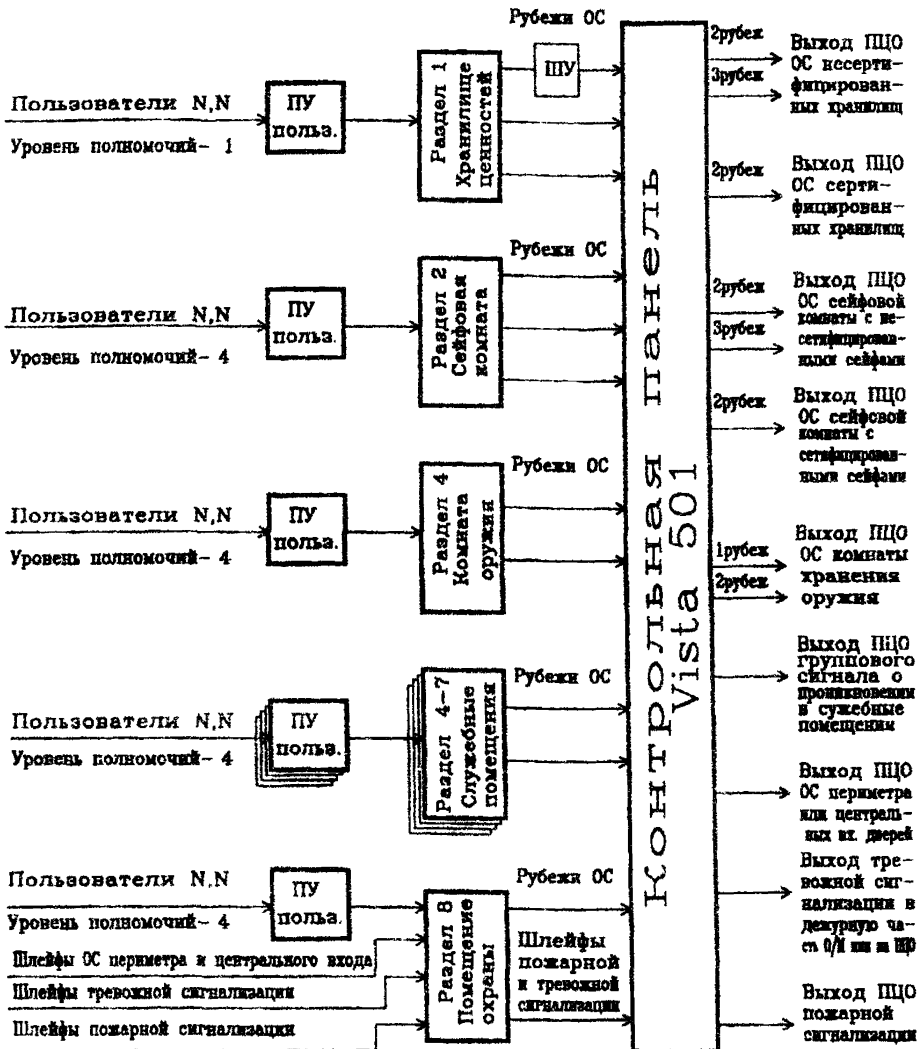 Рубежи ОС
Пользователи N,N
Уровень полномочий- 1
ПУ
польз.
Раздел 1
Хранилище
ценностей
ШУ
2рубеж
3рубеж
Выход ПЦО
ОС несерти-
фицирован-
ных хранилищ
2рубеж
Выход ПЦО
ОС серти-
фицирован-
ных хранилищ
Рубежи ОС
Пользователи N,N
Уровень полномочий- 4
ПУ
польз.
Раздел 2
Сейфовая
комната
2рубеж
3рубеж
Выход ПЦО
ОС сейфовой
комнаты с не-
сетифицирован-
ными сейфами
2рубеж
Выход ПЦО
ОС сейфовой
комнаты с
сетифицирован-
ными сейфами
Рубежи ОС
Пользователи N,N
Уровень полномочий- 4
ПУ
польз.
Раздел 4
Комната
оружия
Контрольная панель
Vista 501
1рубеж
2рубеж
Выход ПЦО
ОС комнаты
хранения
оружия
Выход ПЦО
группового
сигнала о
проникновении
в сужебные
помещения
Рубежи ОС
Пользователи N,N
Уровень полномочий- 4
ПУ
польз.
Раздел 4-7
Служебные
помещения
Выход ПЦО
ОС периметра
или централь-
ных вх. дверей
Рубежи ОС
Пользователи N,N
Уровень полномочий- 4
ПУ
польз.
Шлейфы ОС периметра и центрального входа
Шлейфы тревожной сигнализации
Шлейфы пожарной сигнализации
Раздел 8
Помещение
охраны
Шлейфы
пожарной
и тревожной
сигнализации
Выход тре-
вожной сиг-
нализации в
дежурную ча-
сть О/М или на ПЦО
Выход ПЦО
пожарной
сигнализации